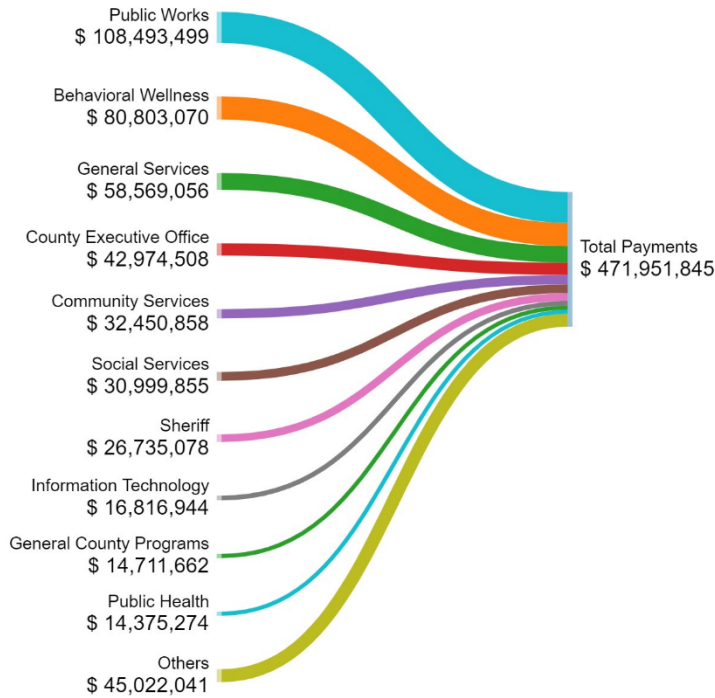 Public Works
$ 108,493,499
Behavioral Wellness
$ 80,803,070
General Services
$ 58,569,056
County Executive Office
$ 42,974,508
Community Services
$ 32,450,858
Social Services
$ 30,999,855
Sheriff
$ 26,735,078
Information Technology
$ 16,816,944
General County Programs
$ 14,711,662
Public Health
$ 14,375,274
Others
$ 45,022,041
Total Payments
$ 471,951,845